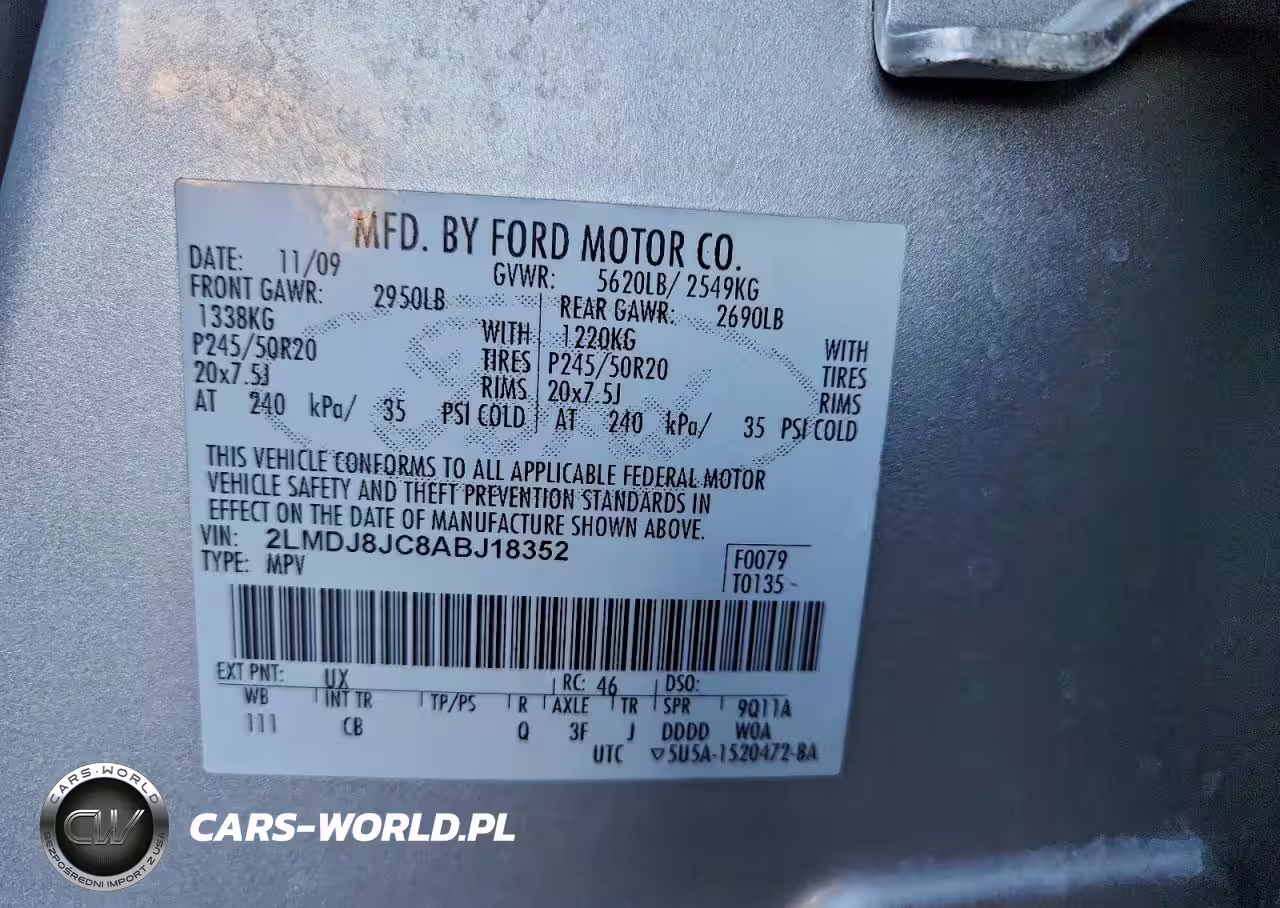 MFD. BY FORD MOTOR CO.
DATE: 11/09 GVWR: 5620LB/ 2549KG
FRONT GAWR: 2950LB REAR GAWR: 2690LB
1338KG WITH 1220KG WITH
P245/50R20 TIRES P245/50R20 TIRES
20x7.5J RIMS 20x7.5J RIMS
AT 240 kPa/ 35 PSI COLD AT 240 kPa/ 35 PSI COLD
THIS VEHICLE CONFORMS TO ALL APPLICABLE FEDERAL MOTOR
VEHICLE SAFETY AND THEFT PREVENTION STANDARDS IN
EFFECT ON THE DATE OF MANUFACTURE SHOWN ABOVE.
VIN: 2LMDJ8JC8ABJ18352
TYPE: MPV
F0079
T0135
EXT PNT: UX RC: 46 DSO:
WB INT TR TP/PS R AXLE TR SPR 9Q11A
111 CB Q 3F J DDDD WOA
UTC ▽5U5A-1520472-BA
CARS-WORLD
CW
BEZPOŚREDNI IMPORT Z USA
CARS-WORLD.PL